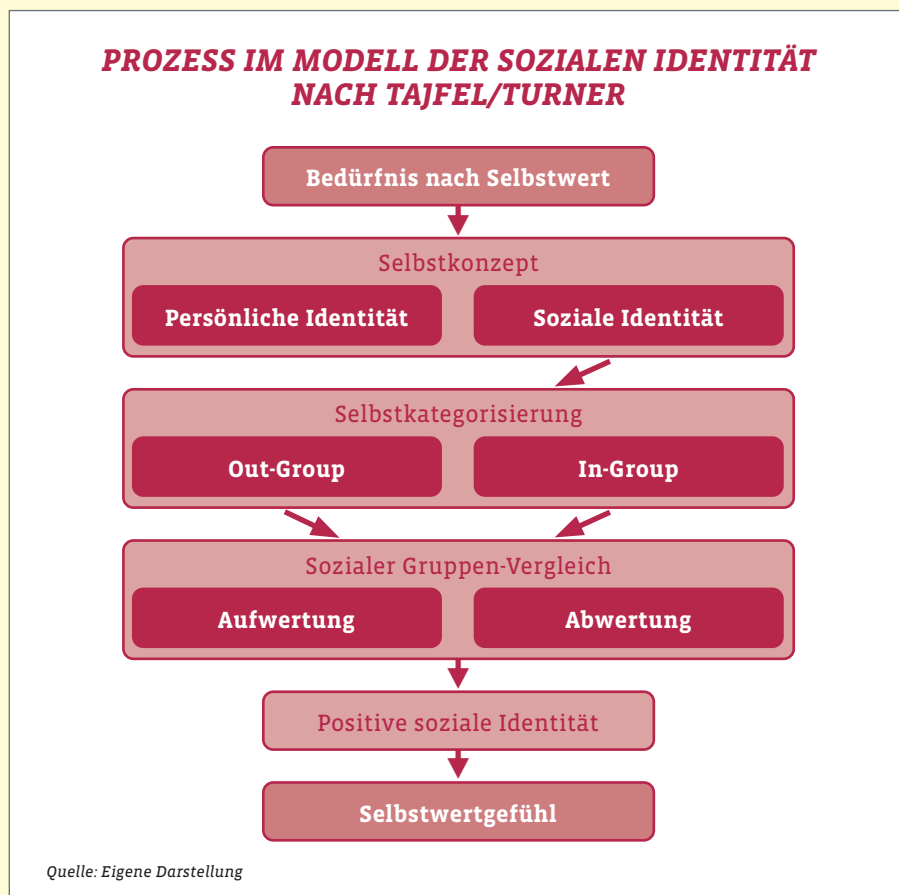 PROZESS IM MODELL DER SOZIALEN IDENTITÄT
NACH TAJFEL/TURNER
Bedürfnis nach Selbstwert
Selbstkonzept
Persönliche Identität
Soziale Identität
Selbstkategorisierung
Out-Group
In-Group
Sozialer Gruppen-Vergleich
Aufwertung
Abwertung
Positive soziale Identität
Selbstwertgefühl
Quelle: Eigene Darstellung